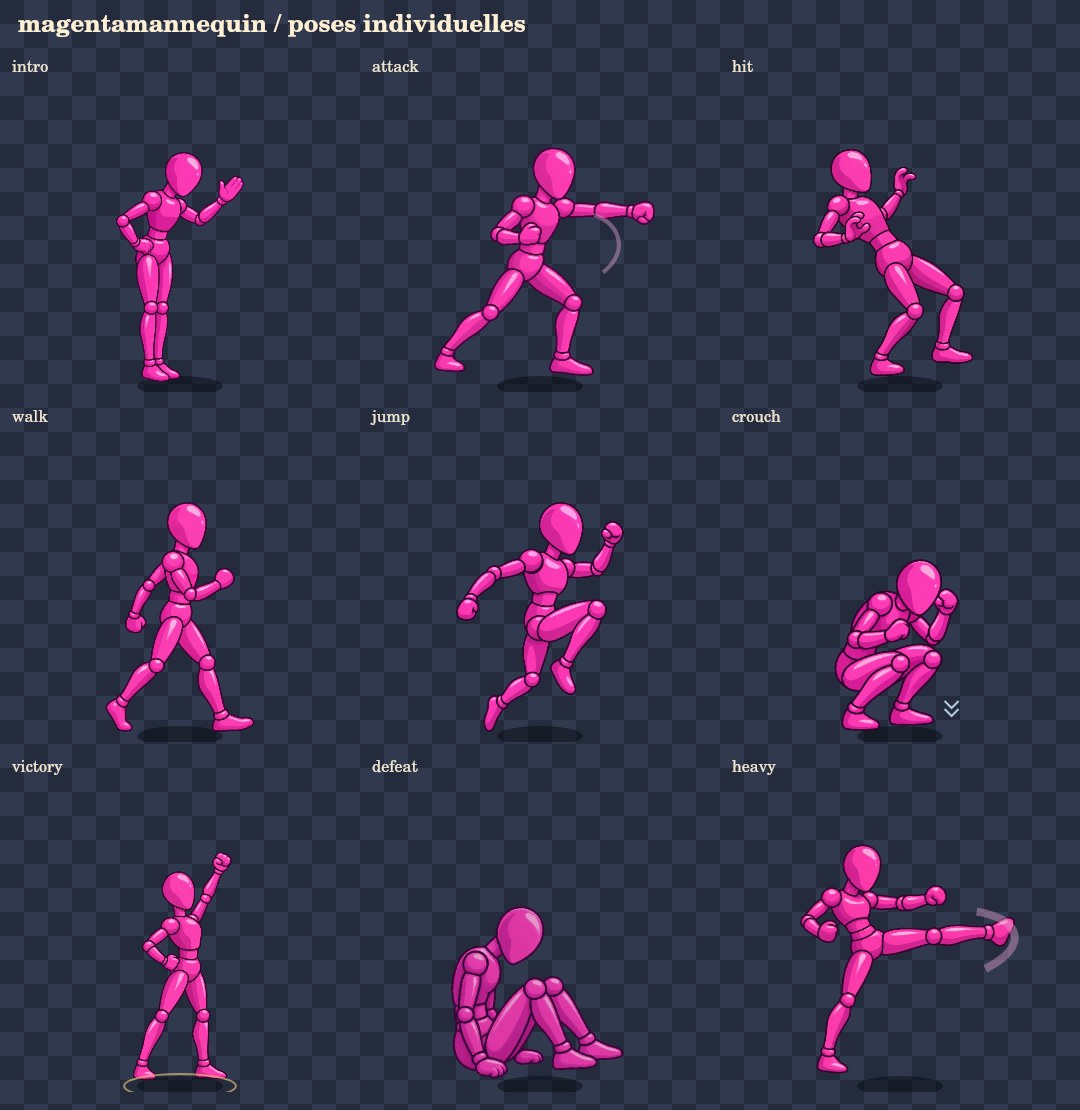 magentamannequin / poses individuelles
intro
attack
hit
walk
jump
crouch
victory
defeat
heavy